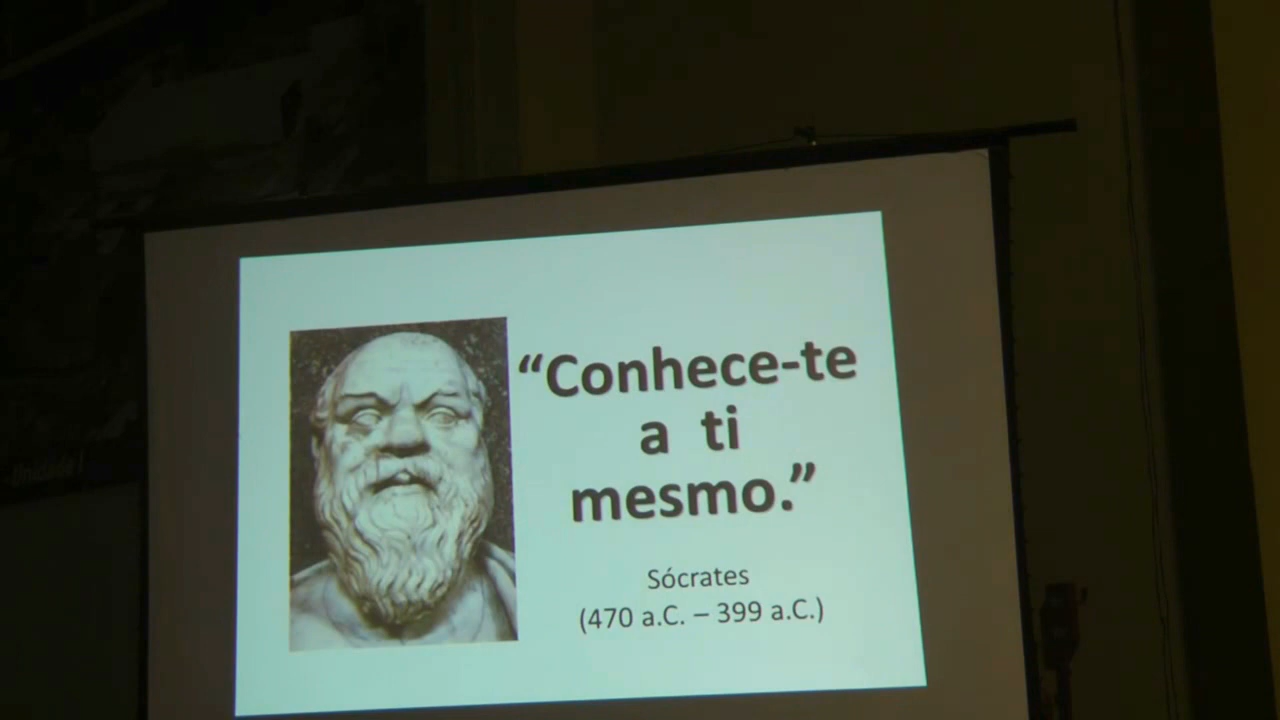 “Conhece-te
a ti
mesmo.”
Sócrates
(470 a.C. – 399 a.C.)